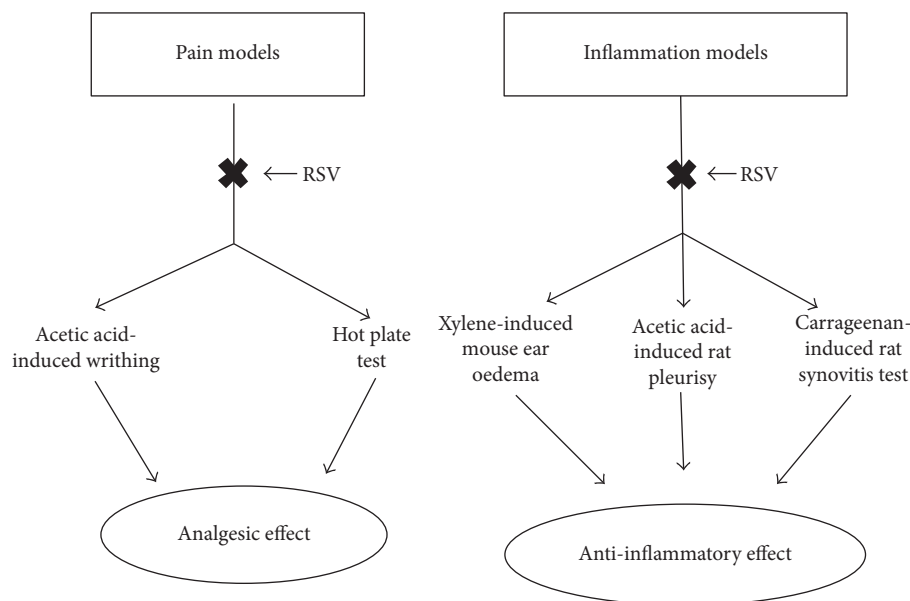 Pain models
RSV
Acetic acid-
induced writhing
Hot plate
test
Analgesic effect
Inflammation models
RSV
Xylene-induced
mouse ear
oedema
Acetic acid-
induced rat
pleurisy
Carrageenan-
induced rat
synovitis test
Anti-inflammatory effect